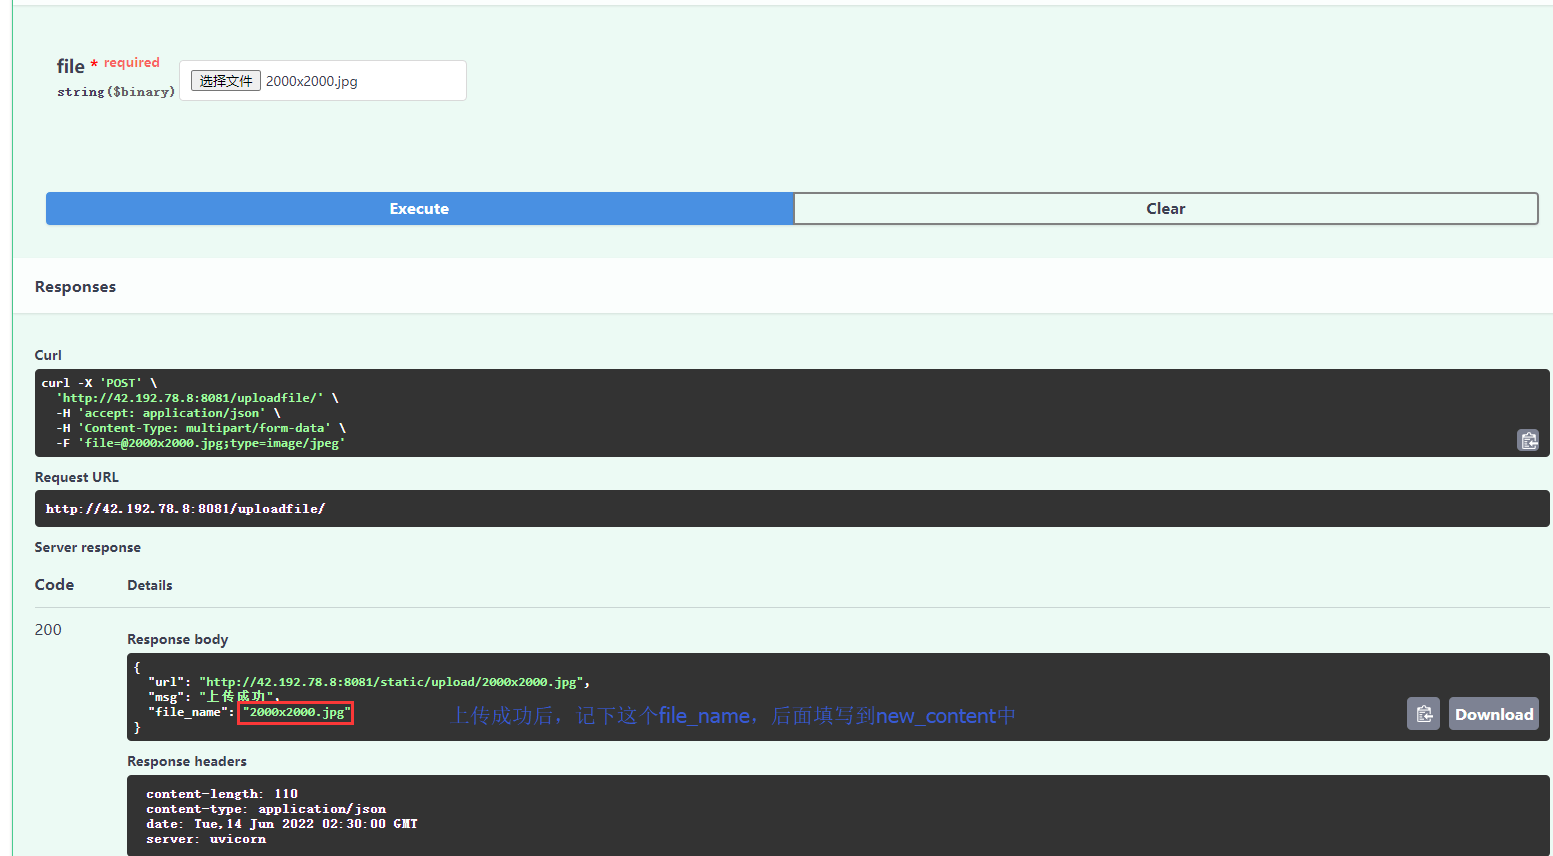 file * required
string($binary)
选择文件 2000x2000.jpg
Execute
Clear
Responses
Curl
curl -X 'POST' \
'http://42.192.78.8:8081/uploadfile/' \
-H 'accept: application/json' \
-H 'Content-Type: multipart/form-data' \
-F 'file=@2000x2000.jpg;type=image/jpeg'
Request URL
http://42.192.78.8:8081/uploadfile/
Server response
Code Details
200
Response body
{
"url": "http://42.192.78.8:8081/static/upload/2000x2000.jpg",
"msg": "上传成功",
"file_name": "2000x2000.jpg"
}
上传成功后，记下这个file_name，后面填写到new_content中
Download
Response headers
content-length: 110
content-type: application/json
date: Tue,14 Jun 2022 02:30:00 GMT
server: uvicorn